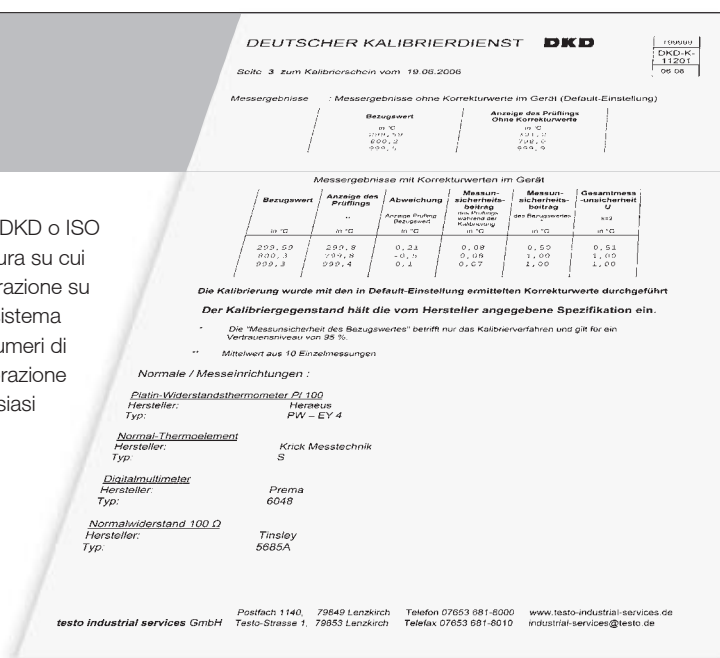 DEUTSCHER KALIBRIERDIENST DKD
DKD-K-
11201
06 08
Seite 3 zum Kalibrierschein vom 19.06.2006
Messergebnisse : Messergebnisse ohne Korrekturwerte im Gerät (Default-Einstellung)
Bezugswert Anzeige des Prüflings
Ohne Korrekturwerte
in °C in °C
Messergebnisse mit Korrekturwerten im Gerät
Bezugswert Anzeige des Prüflings Abweichung Messun-sicherheits-beitrag Messun-sicherheits-beitrag Gesamtmess-unsicherheit U
** Anzeige Prüfling Bezugswert des Prüflings während der Kalibrierung des Bezugswertes *
in °C in °C in °C in °C in °C in °C
299,59 299,8 0,21 0,08 0,50 0,51
800,3 799,8 -0,5 0,08 1,00 1,00
999,3 999,4 0,1 0,07 1,00 1,00
DKD o ISO
ura su cui
razione su
sistema
umeri di
razione
siasi
Die Kalibrierung wurde mit den in Default-Einstellung ermittelten Korrekturwerte durchgeführt
Der Kalibriergegenstand hält die vom Hersteller angegebene Spezifikation ein.
* Die "Messunsicherheit des Bezugswertes" betrifft nur das Kalibrierverfahren und gilt für ein
Vertrauensniveau von 95 %.
** Mittelwert aus 10 Einzelmessungen
Normale / Messeinrichtungen :
Platin-Widerstandsthermometer Pt 100
Hersteller: Heraeus
Typ: PW – EY 4
Normal-Thermoelement
Hersteller: Krick Messtechnik
Typ: S
Digitalmultimeter
Hersteller: Prema
Typ: 6048
Normalwiderstand 100 Ω
Hersteller: Tinsley
Typ: 5685A
testo industrial services GmbH
Postfach 1140, 79849 Lenzkirch Telefon 07653 681-8000 www.testo-industrial-services.de
Testo-Strasse 1, 79853 Lenzkirch Telefax 07653 681-8010 industrial-services@testo.de